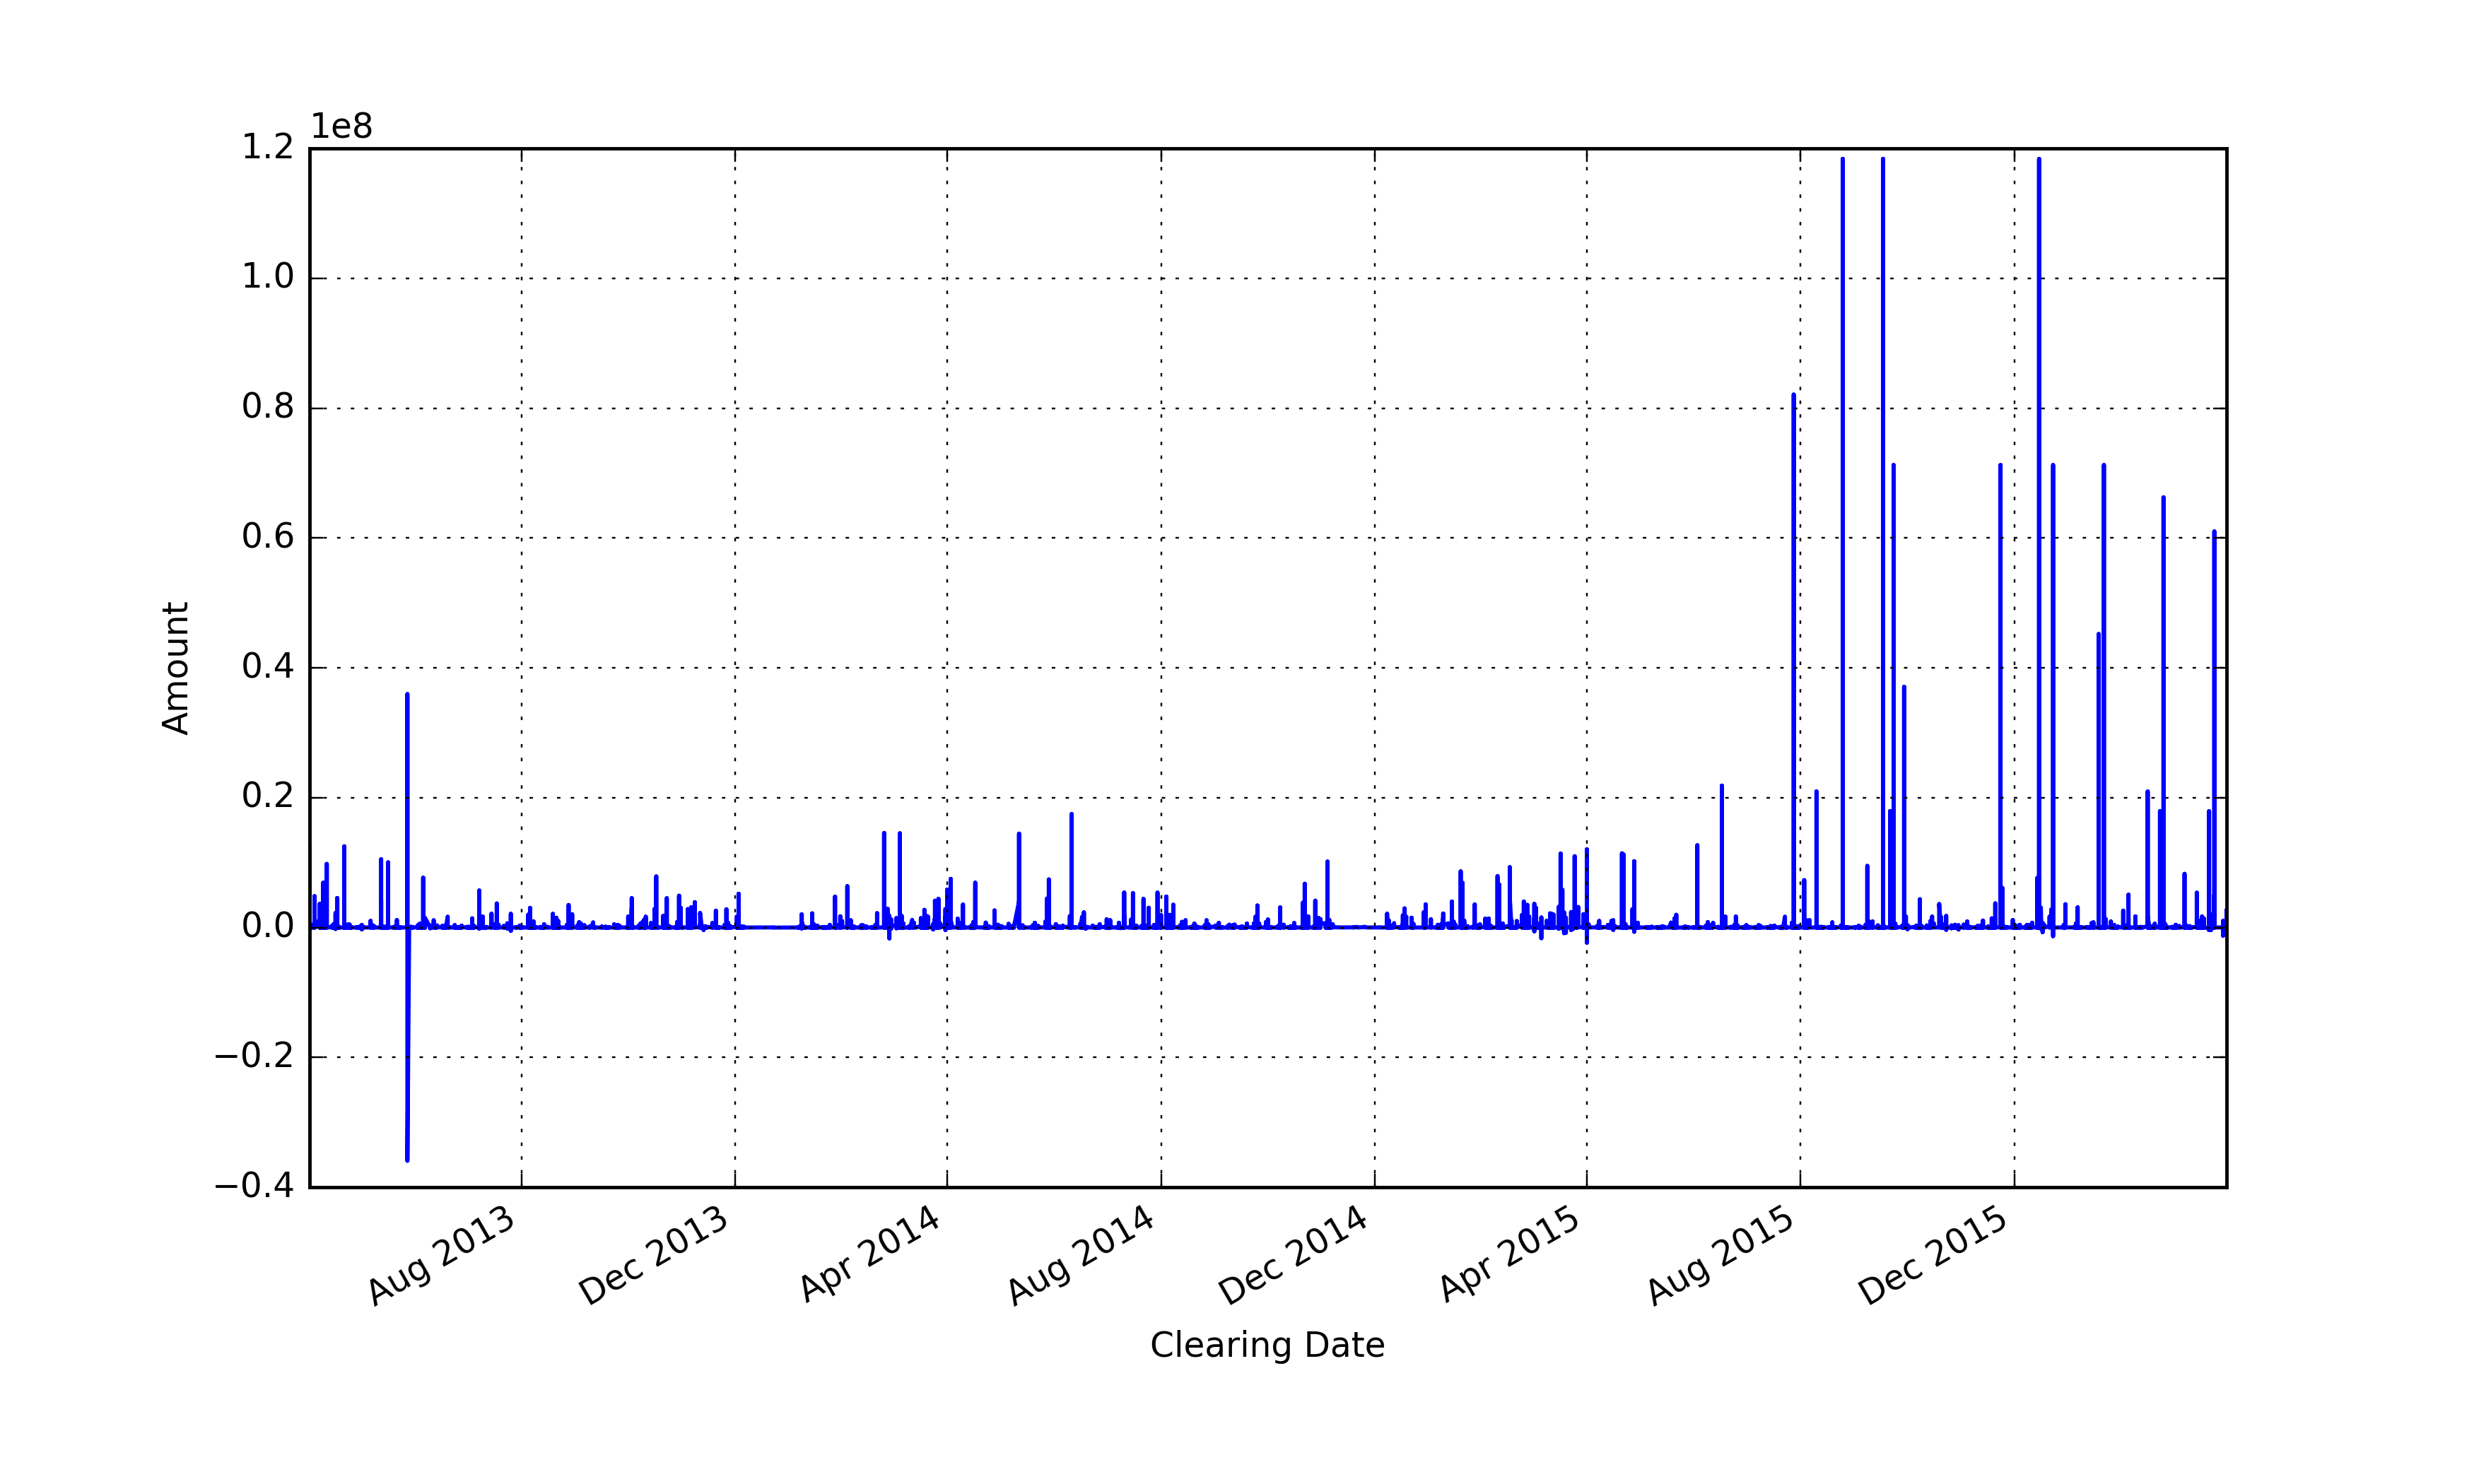 1e8
1.2
1.0
0.8
0.6
0.4
0.2
0.0
−0.2
−0.4
Amount
Aug 2013
Dec 2013
Apr 2014
Aug 2014
Dec 2014
Apr 2015
Aug 2015
Dec 2015
Clearing Date